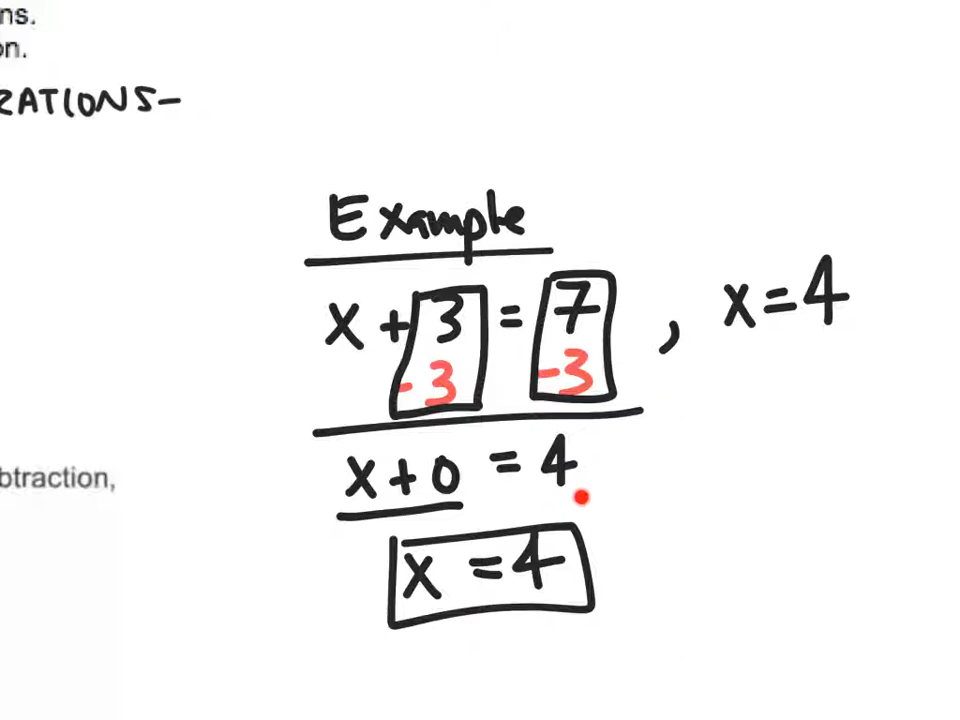 ns.
on.
RATIONS-
Example
x + 3 = 7 , x = 4
-3 -3
x + 0 = 4
btraction,
x = 4